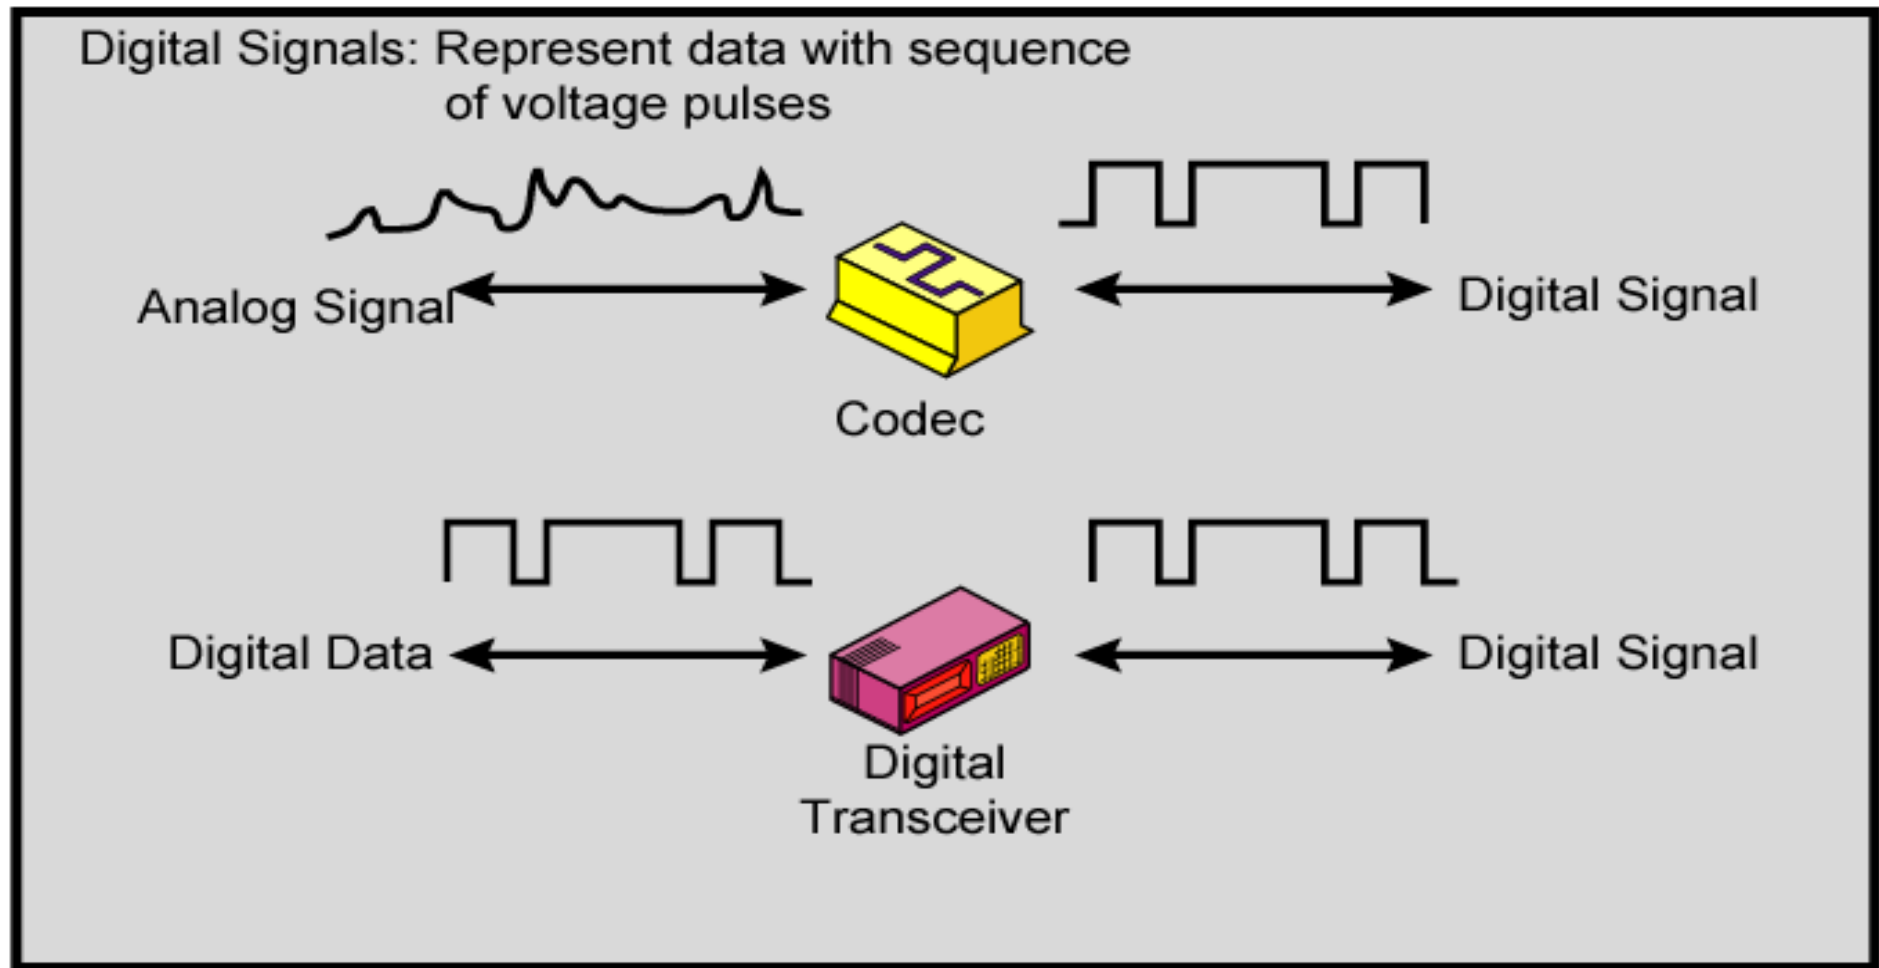 Digital Signals: Represent data with sequence
of voltage pulses
Analog Signal
Digital Signal
Codec
Digital Data
Digital Signal
Digital
Transceiver